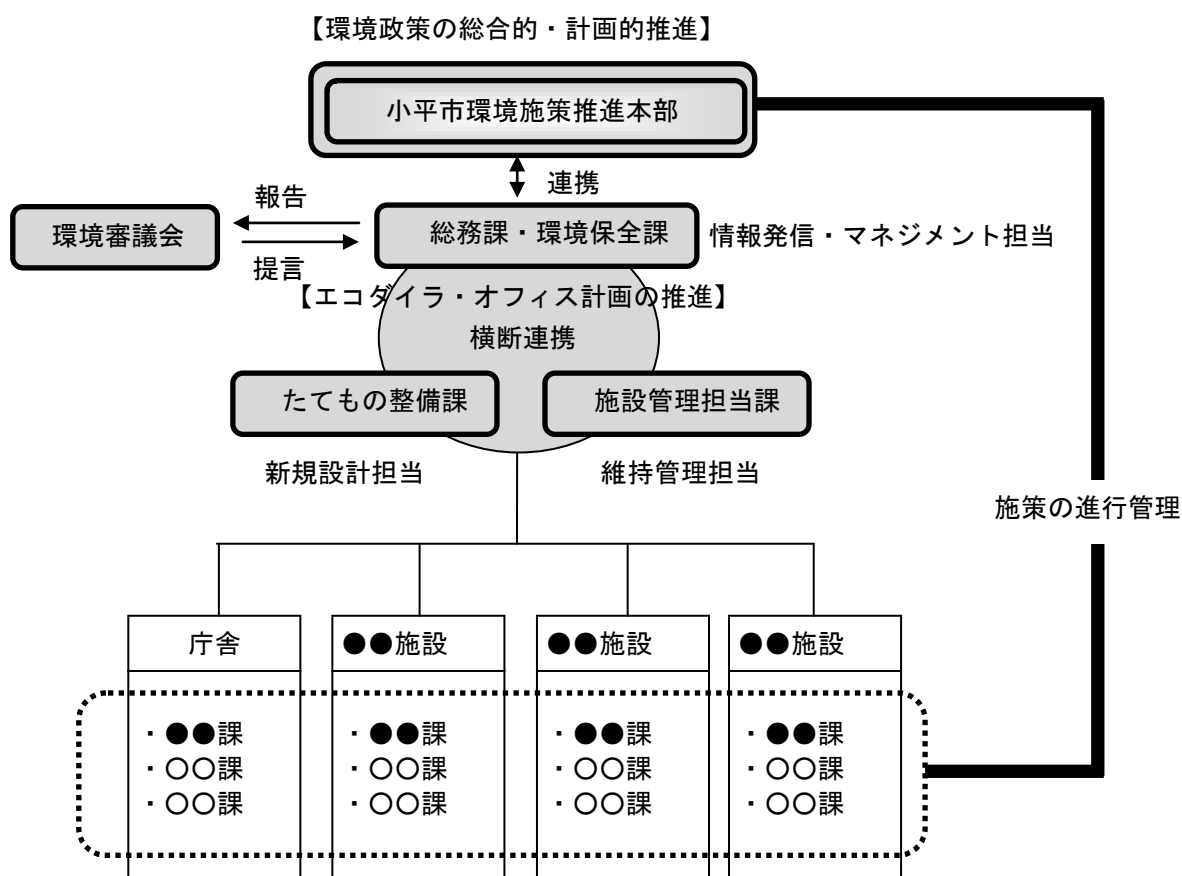 【環境政策の総合的・計画的推進】
小平市環境施策推進本部
連携
報告
環境審議会
総務課・環境保全課
情報発信・マネジメント担当
提言
【エコダイラ・オフィス計画の推進】
横断連携
たてもの整備課
施設管理担当課
新規設計担当
維持管理担当
施策の進行管理
庁舎
●●施設
●●施設
●●施設
・●●課
・○○課
・○○課
・●●課
・○○課
・○○課
・●●課
・○○課
・○○課
・●●課
・○○課
・○○課